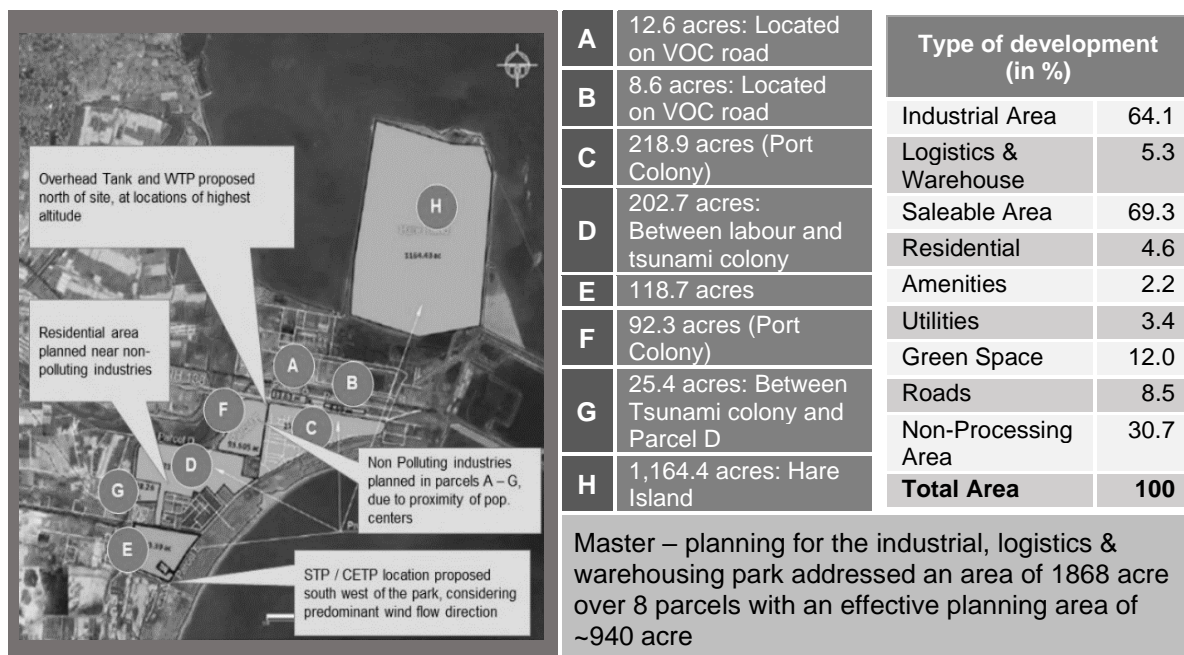 Overhead Tank and WTP proposed
north of site, at locations of highest
altitude
H
1164.43 ac
Residential area
planned near non-
polluting industries
A
B
F
C
D
G
E
Non Polluting industries
planned in parcels A – G,
due to proximity of pop.
centers
STP / CETP location proposed
south west of the park, considering
predominant wind flow direction
A
12.6 acres: Located
on VOC road
B
8.6 acres: Located
on VOC road
C
218.9 acres (Port
Colony)
D
202.7 acres:
Between labour and
tsunami colony
E
118.7 acres
F
92.3 acres (Port
Colony)
G
25.4 acres: Between
Tsunami colony and
Parcel D
H
1,164.4 acres: Hare
Island
Type of development
(in %)
Industrial Area 64.1
Logistics & 5.3
Warehouse
Saleable Area 69.3
Residential 4.6
Amenities 2.2
Utilities 3.4
Green Space 12.0
Roads 8.5
Non-Processing 30.7
Area
Total Area 100
Master – planning for the industrial, logistics &
warehousing park addressed an area of 1868 acre
over 8 parcels with an effective planning area of
~940 acre